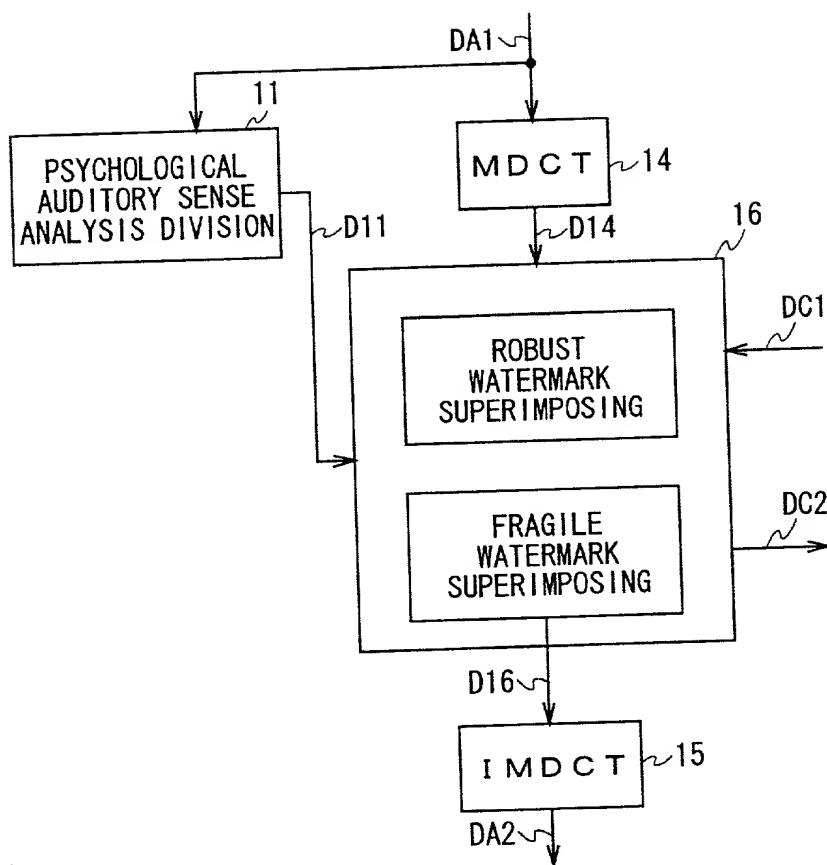 DA1
11
PSYCHOLOGICAL
AUDITORY SENSE
ANALYSIS DIVISION
MDCT
14
D11
D14
16
DC1
ROBUST
WATERMARK
SUPERIMPOSING
DC2
FRAGILE
WATERMARK
SUPERIMPOSING
D16
IMDCT
15
DA2